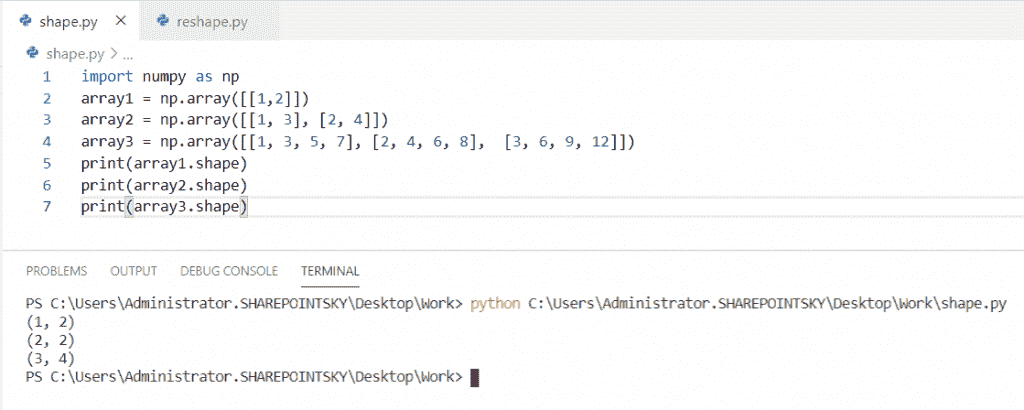 shape.py × reshape.py
shape.py > ...
1 import numpy as np
2 array1 = np.array([[1,2]])
3 array2 = np.array([[1, 3], [2, 4]])
4 array3 = np.array([[1, 3, 5, 7], [2, 4, 6, 8],  [3, 6, 9, 12]])
5 print(array1.shape)
6 print(array2.shape)
7 print(array3.shape)
PROBLEMS OUTPUT DEBUG CONSOLE TERMINAL
PS C:\Users\Administrator.SHAREPOINTSKY\Desktop\Work> python C:\Users\Administrator.SHAREPOINTSKY\Desktop\Work\shape.py
(1, 2)
(2, 2)
(3, 4)
PS C:\Users\Administrator.SHAREPOINTSKY\Desktop\Work>